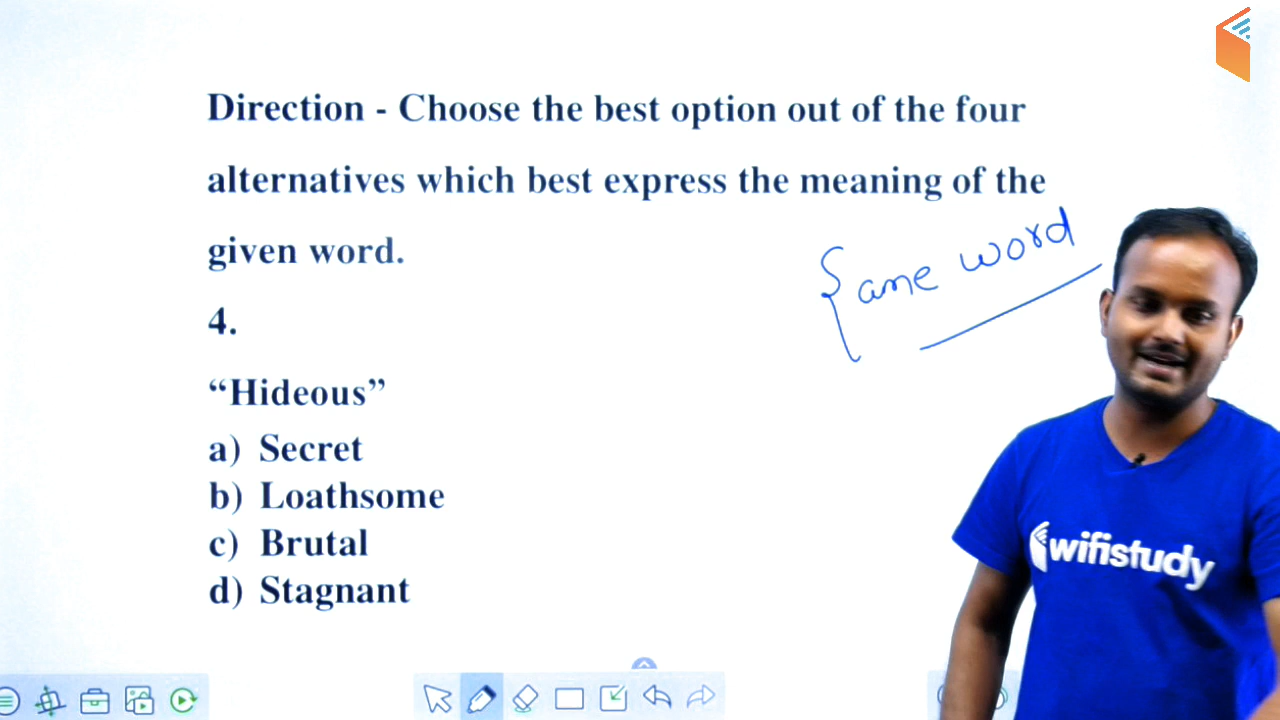 Direction - Choose the best option out of the four
alternatives which best express the meaning of the
given word.
Same word
4.
“Hideous”
a) Secret
b) Loathsome
c) Brutal
d) Stagnant
wifistudy